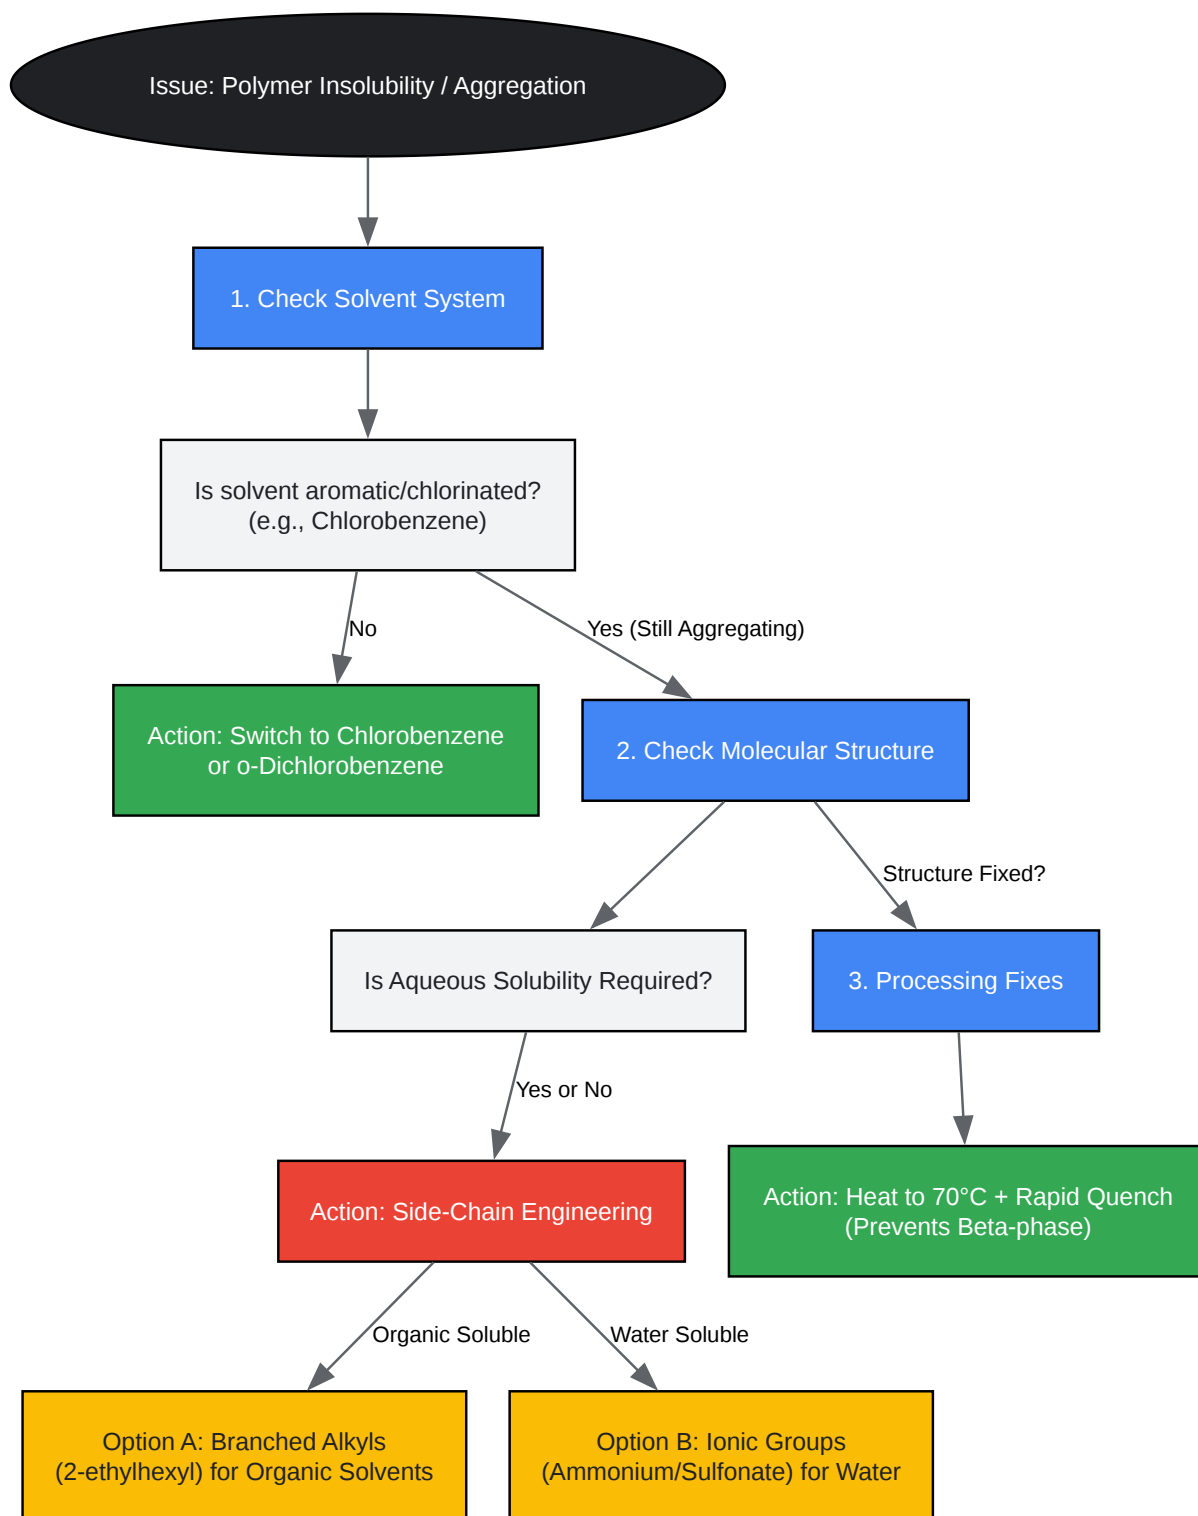 Issue: Polymer Insolubility / Aggregation
1. Check Solvent System
Is solvent aromatic/chlorinated?
(e.g., Chlorobenzene)
No
Yes (Still Aggregating)
Action: Switch to Chlorobenzene
or o-Dichlorobenzene
2. Check Molecular Structure
Structure Fixed?
Is Aqueous Solubility Required?
3. Processing Fixes
Yes or No
Action: Side-Chain Engineering
Action: Heat to 70°C + Rapid Quench
(Prevents Beta-phase)
Organic Soluble
Water Soluble
Option A: Branched Alkyls
(2-ethylhexyl) for Organic Solvents
Option B: Ionic Groups
(Ammonium/Sulfonate) for Water